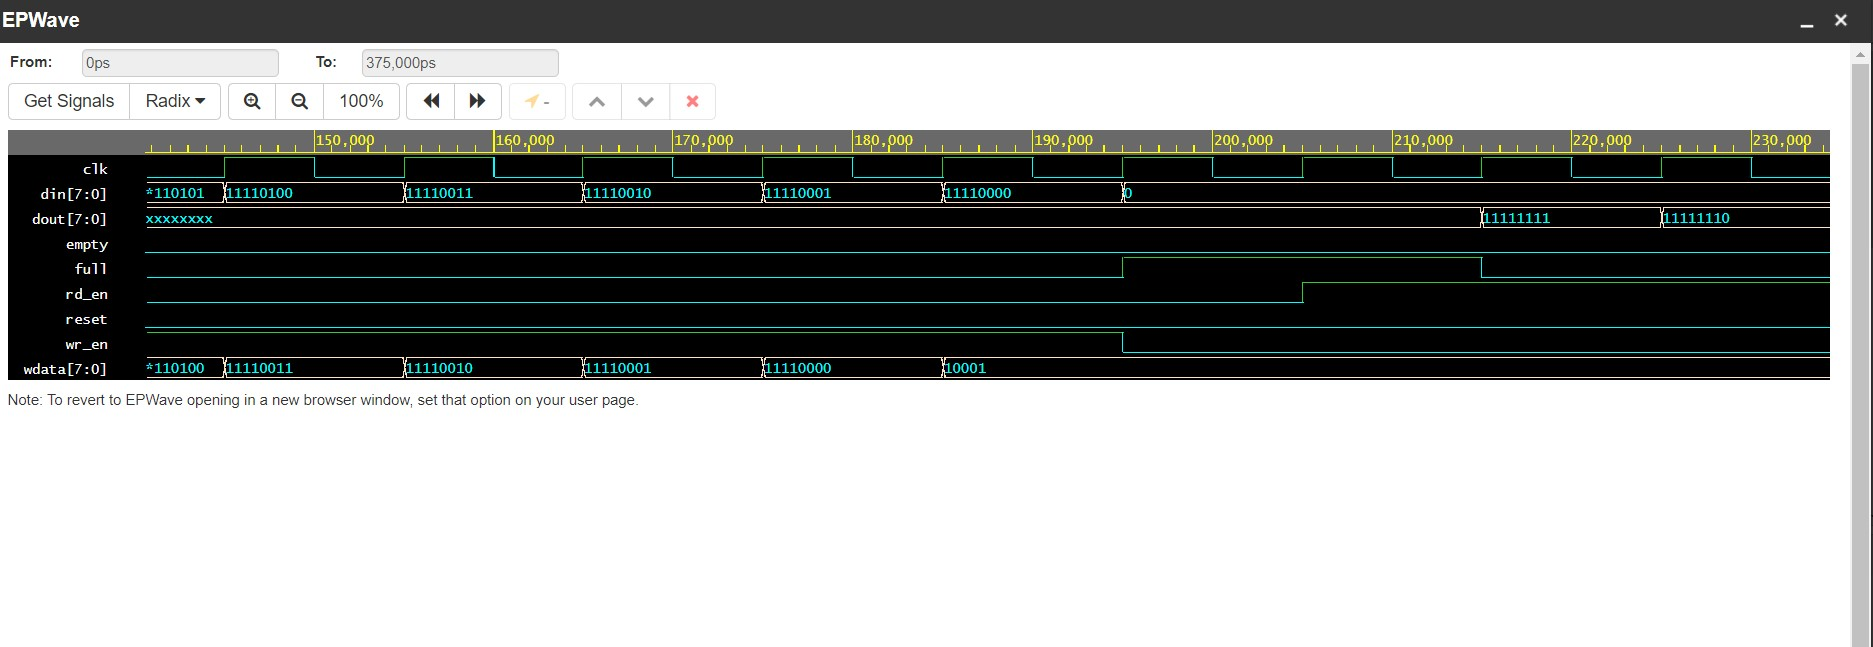 EPWave
From: 0ps To: 375,000ps
Get Signals Radix 100% -
150,000 160,000 170,000 180,000 190,000 200,000 210,000 220,000 230,000
clk
din[7:0] *110101 11110100 11110011 11110010 11110001 11110000 0
dout[7:0] xxxxxxxx 11111111 11111110
empty
full
rd_en
reset
wr_en
wdata[7:0] *110100 11110011 11110010 11110001 11110000 10001
Note: To revert to EPWave opening in a new browser window, set that option on your user page.